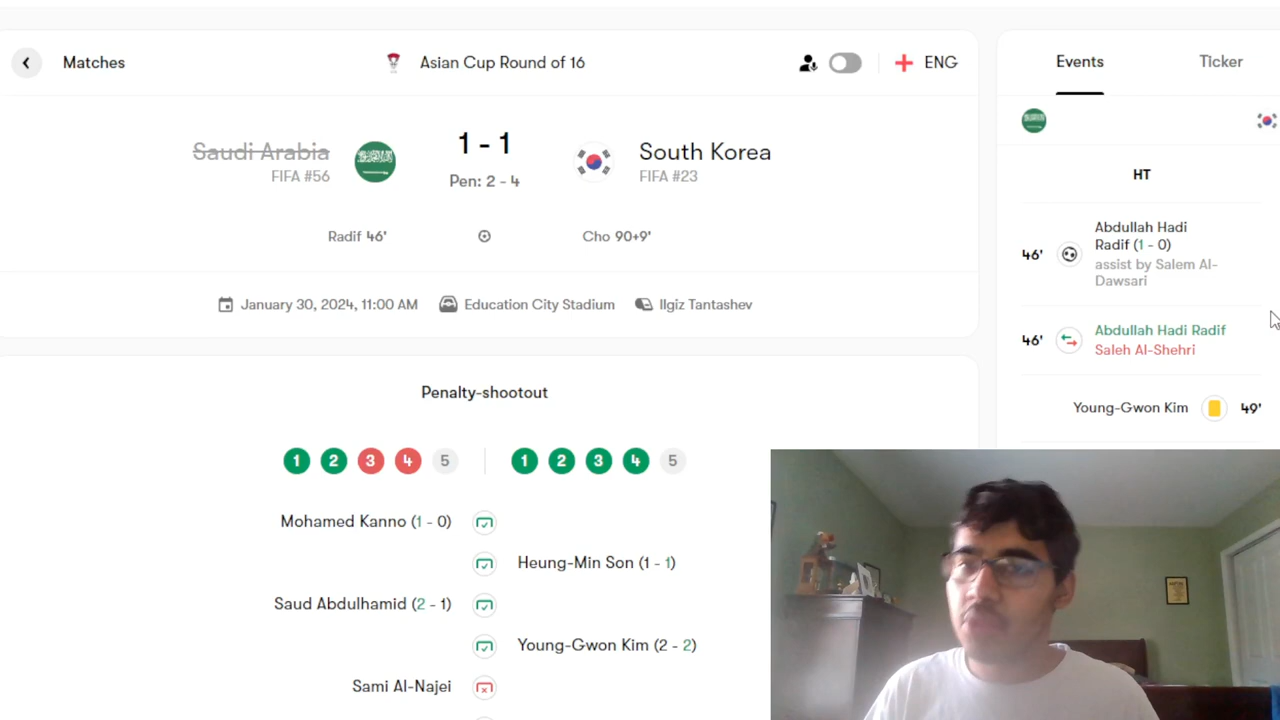 Matches
Asian Cup Round of 16
ENG
Saudi Arabia
FIFA #56
1 - 1
Pen: 2 - 4
South Korea
FIFA #23
Radif 46'
Cho 90+9'
January 30, 2024, 11:00 AM
Education City Stadium
Ilgiz Tantashev
Penalty-shootout
1 2 3 4 5
1 2 3 4 5
Mohamed Kanno (1 - 0)
Heung-Min Son (1 - 1)
Saud Abdulhamid (2 - 1)
Young-Gwon Kim (2 - 2)
Sami Al-Najei
Events
Ticker
HT
46'
Abdullah Hadi
Radif (1 - 0)
assist by Salem Al-
Dawsari
46'
Abdullah Hadi Radif
Saleh Al-Shehri
Young-Gwon Kim
49'